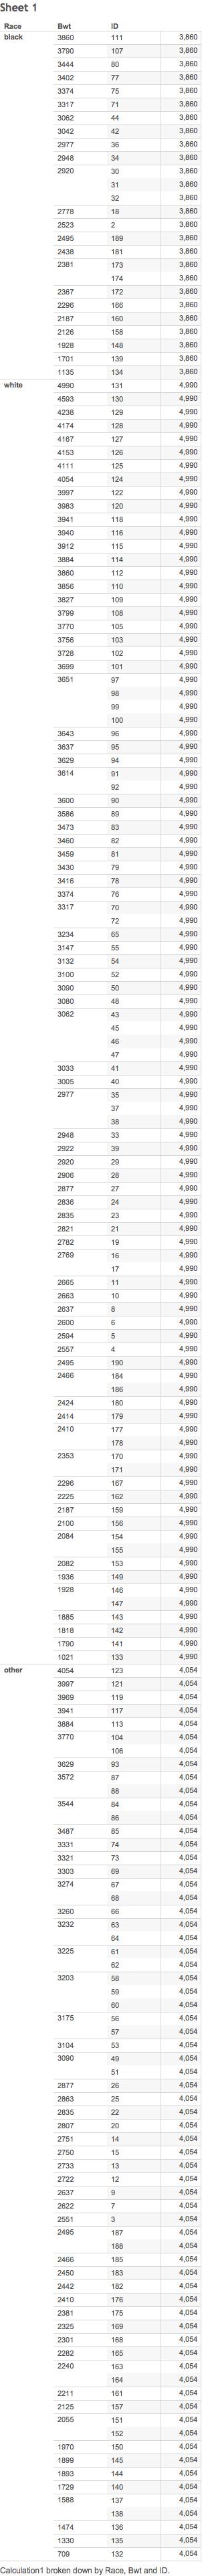 Sheet 1
Race Bwt ID
black 3860 111 3,860
3790 107 3,860
3444 80 3,860
3402 77 3,860
3374 75 3,860
3317 71 3,860
3062 44 3,860
3042 42 3,860
2977 36 3,860
2948 34 3,860
2920 30 3,860
31 3,860
32 3,860
2778 18 3,860
2523 2 3,860
2495 189 3,860
2438 181 3,860
2381 173 3,860
174 3,860
2367 172 3,860
2296 166 3,860
2187 160 3,860
2126 158 3,860
1928 148 3,860
1701 139 3,860
1135 134 3,860
white 4990 131 4,990
4593 130 4,990
4238 129 4,990
4174 128 4,990
4167 127 4,990
4153 126 4,990
4111 125 4,990
4054 124 4,990
3997 122 4,990
3983 120 4,990
3941 118 4,990
3940 116 4,990
3912 115 4,990
3884 114 4,990
3860 112 4,990
3856 110 4,990
3827 109 4,990
3799 108 4,990
3770 105 4,990
3756 103 4,990
3728 102 4,990
3699 101 4,990
3651 97 4,990
98 4,990
99 4,990
100 4,990
3643 96 4,990
3637 95 4,990
3629 94 4,990
3614 91 4,990
92 4,990
3600 90 4,990
3586 89 4,990
3473 83 4,990
3460 82 4,990
3459 81 4,990
3430 79 4,990
3416 78 4,990
3374 76 4,990
3317 70 4,990
72 4,990
3234 65 4,990
3147 55 4,990
3132 54 4,990
3100 52 4,990
3090 50 4,990
3080 48 4,990
3062 43 4,990
45 4,990
46 4,990
47 4,990
3033 41 4,990
3005 40 4,990
2977 35 4,990
37 4,990
38 4,990
2948 33 4,990
2922 39 4,990
2920 29 4,990
2906 28 4,990
2877 27 4,990
2836 24 4,990
2835 23 4,990
2821 21 4,990
2782 19 4,990
2769 16 4,990
17 4,990
2665 11 4,990
2663 10 4,990
2637 8 4,990
2600 6 4,990
2594 5 4,990
2557 4 4,990
2495 190 4,990
2466 184 4,990
186 4,990
2424 180 4,990
2414 179 4,990
2410 177 4,990
178 4,990
2353 170 4,990
171 4,990
2296 167 4,990
2225 162 4,990
2187 159 4,990
2100 156 4,990
2084 154 4,990
155 4,990
2082 153 4,990
1936 149 4,990
1928 146 4,990
147 4,990
1885 143 4,990
1818 142 4,990
1790 141 4,990
1021 133 4,990
other 4054 123 4,054
3997 121 4,054
3969 119 4,054
3941 117 4,054
3884 113 4,054
3770 104 4,054
106 4,054
3629 93 4,054
3572 87 4,054
88 4,054
3544 84 4,054
86 4,054
3487 85 4,054
3331 74 4,054
3321 73 4,054
3303 69 4,054
3274 67 4,054
68 4,054
3260 66 4,054
3232 63 4,054
64 4,054
3225 61 4,054
62 4,054
3203 58 4,054
59 4,054
60 4,054
3175 56 4,054
57 4,054
3104 53 4,054
3090 49 4,054
51 4,054
2877 26 4,054
2863 25 4,054
2835 22 4,054
2807 20 4,054
2751 14 4,054
2750 15 4,054
2733 13 4,054
2722 12 4,054
2637 9 4,054
2622 7 4,054
2551 3 4,054
2495 187 4,054
188 4,054
2466 185 4,054
2450 183 4,054
2442 182 4,054
2410 176 4,054
2381 175 4,054
2325 169 4,054
2301 168 4,054
2282 165 4,054
2240 163 4,054
164 4,054
2211 161 4,054
2125 157 4,054
2055 151 4,054
152 4,054
1970 150 4,054
1899 145 4,054
1893 144 4,054
1729 140 4,054
1588 137 4,054
138 4,054
1474 136 4,054
1330 135 4,054
709 132 4,054
Calculation1 broken down by Race, Bwt and ID.